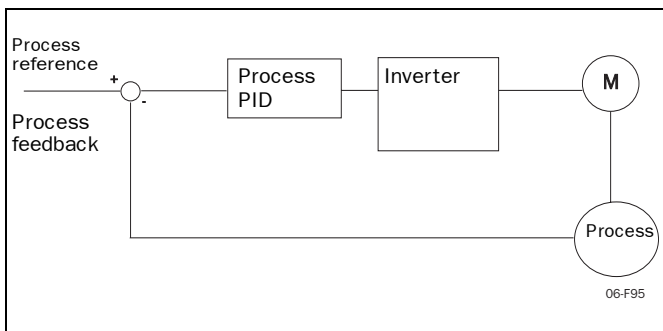 Process
reference
+
-
Process
feedback
Process
PID
Inverter
M
Process
06-F95